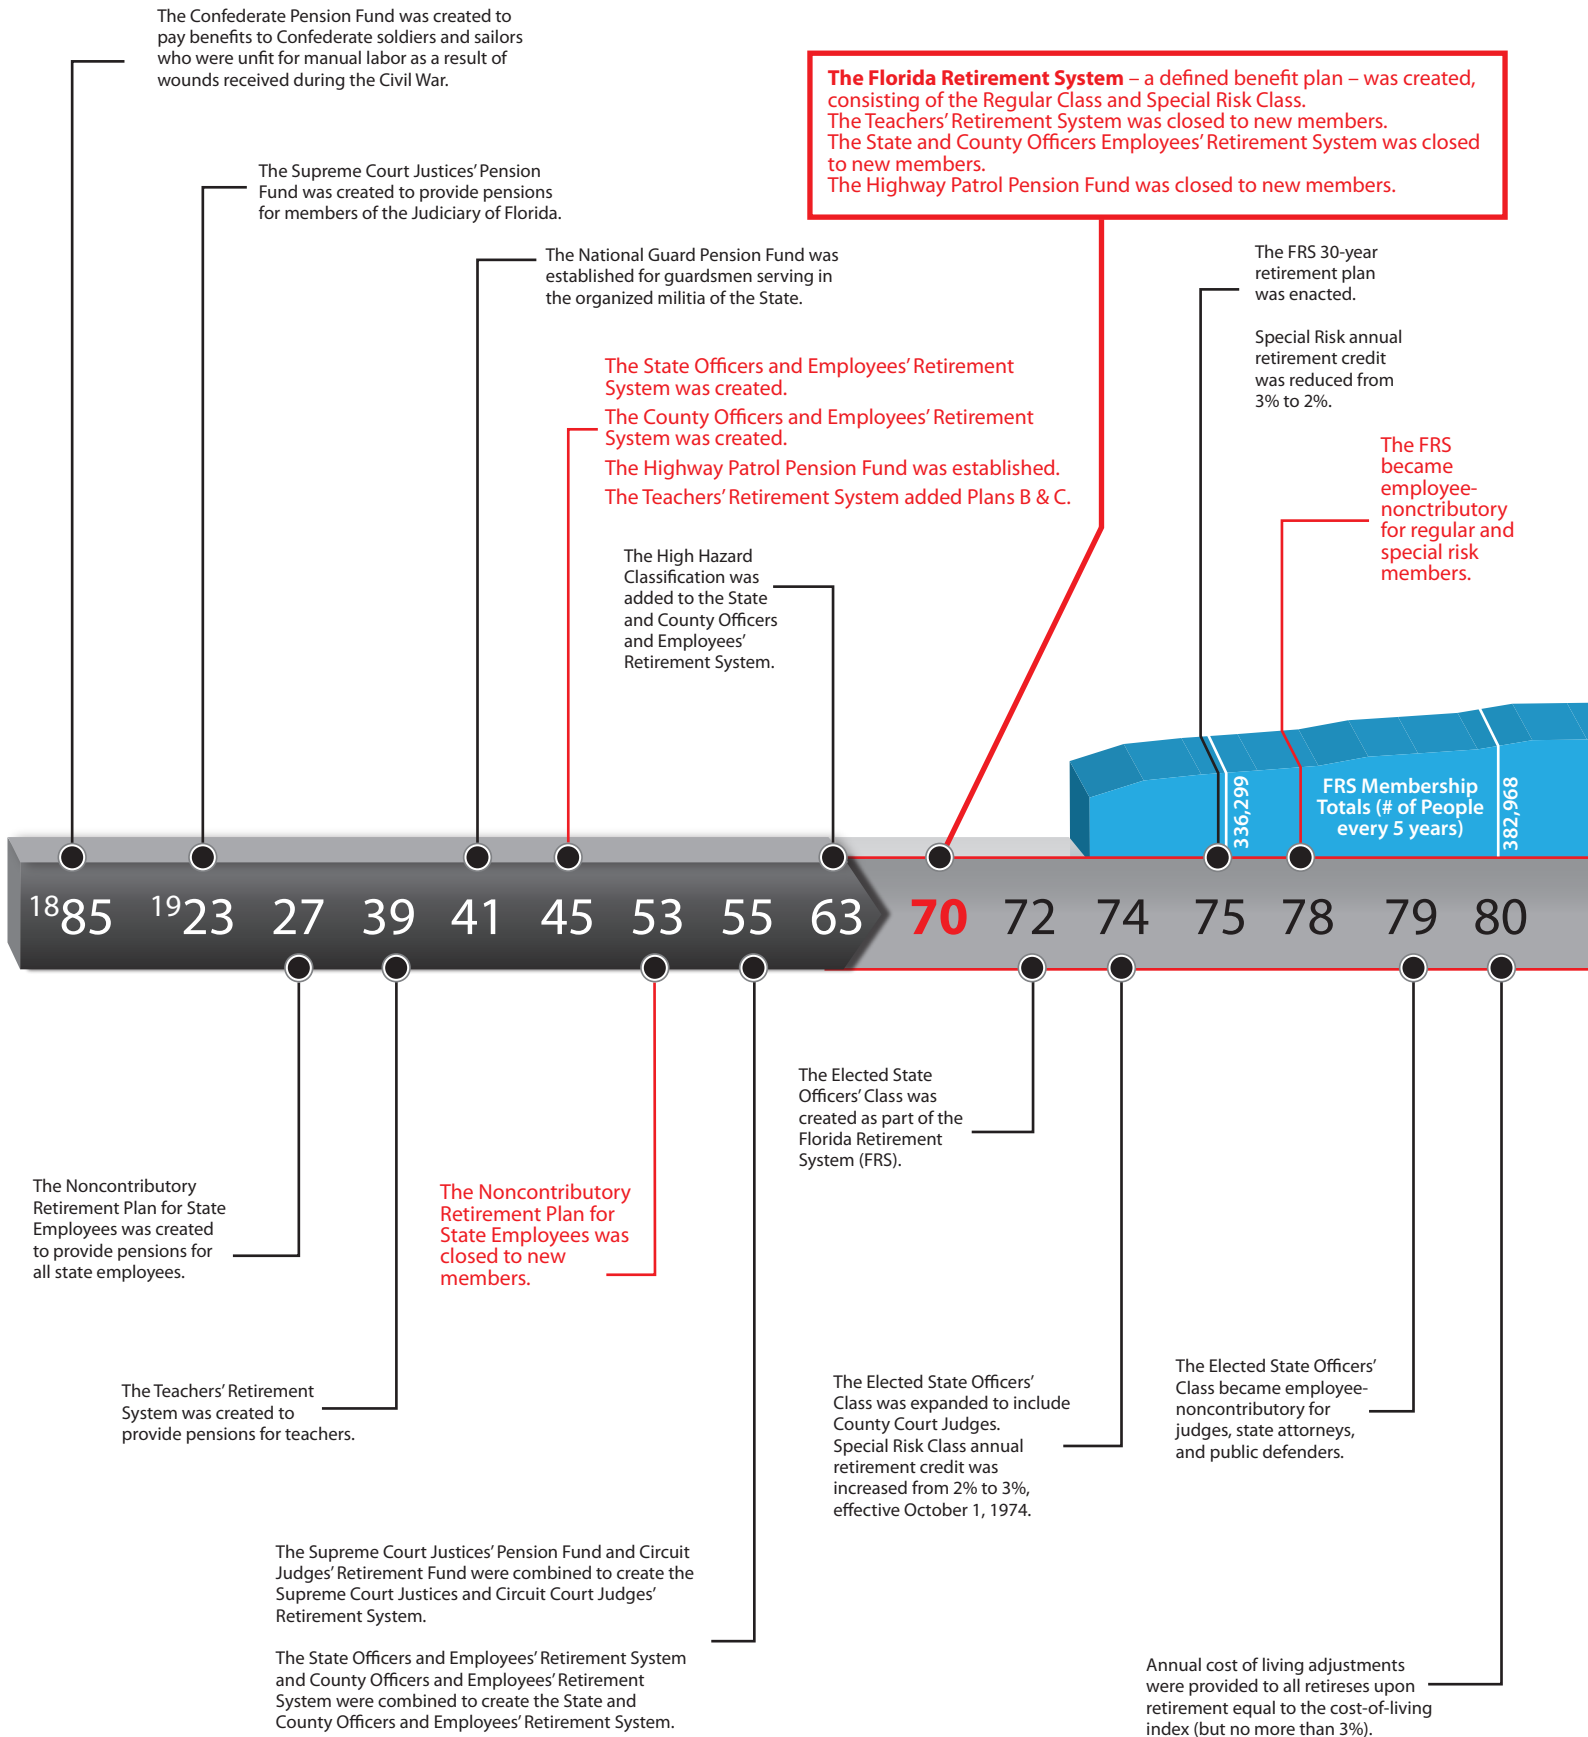 The Confederate Pension Fund was created to
pay benefits to Confederate soldiers and sailors
who were unfit for manual labor as a result of
wounds received during the Civil War.
The Florida Retirement System – a defined benefit plan – was created,
consisting of the Regular Class and Special Risk Class.
The Teachers' Retirement System was closed to new members.
The State and County Officers Employees' Retirement System was closed
to new members.
The Highway Patrol Pension Fund was closed to new members.
The Supreme Court Justices' Pension
Fund was created to provide pensions
for members of the Judiciary of Florida.
The National Guard Pension Fund was
established for guardsmen serving in
the organized militia of the State.
The FRS 30-year
retirement plan
was enacted.
Special Risk annual
retirement credit
was reduced from
3% to 2%.
The State Officers and Employees' Retirement
System was created.
The County Officers and Employees' Retirement
System was created.
The Highway Patrol Pension Fund was established.
The Teachers' Retirement System added Plans B & C.
The FRS
became
employee-
nonctributory
for regular and
special risk
members.
The High Hazard
Classification was
added to the State
and County Officers
and Employees'
Retirement System.
336,299
FRS Membership
Totals (# of People
every 5 years)
382,968
1885 1923 27 39 41 45 53 55 63 70 72 74 75 78 79 80
The Elected State
Officers' Class was
created as part of the
Florida Retirement
System (FRS).
The Noncontributory
Retirement Plan for State
Employees was created
to provide pensions for
all state employees.
The Noncontributory
Retirement Plan for
State Employees was
closed to new
members.
The Teachers' Retirement
System was created to
provide pensions for teachers.
The Elected State Officers'
Class was expanded to include
County Court Judges.
Special Risk Class annual
retirement credit was
increased from 2% to 3%,
effective October 1, 1974.
The Elected State Officers'
Class became employee-
noncontributory for
judges, state attorneys,
and public defenders.
The Supreme Court Justices' Pension Fund and Circuit
Judges' Retirement Fund were combined to create the
Supreme Court Justices and Circuit Court Judges'
Retirement System.
The State Officers and Employees' Retirement System
and County Officers and Employees' Retirement
System were combined to create the State and
County Officers and Employees' Retirement System.
Annual cost of living adjustments
were provided to all retireses upon
retirement equal to the cost-of-living
index (but no more than 3%).